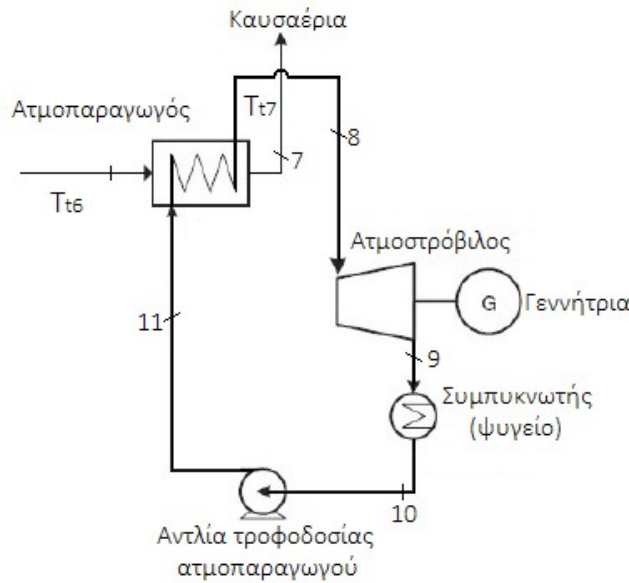 Καυσαέρια
Ατμοπαραγωγός
Tt7
7
8
Tt6
Ατμοστρόβιλος
G
Γεννήτρια
11
9
Συμπυκνωτής
(ψυγείο)
10
Αντλία τροφοδοσίας
ατμοπαραγωγού